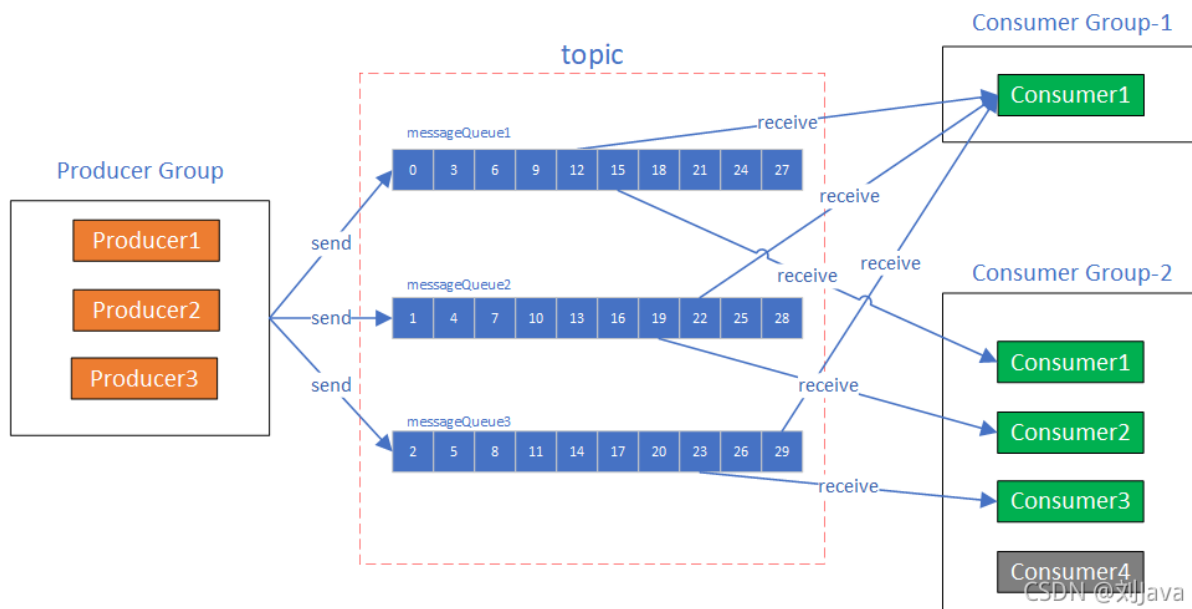 Consumer Group-1
topic
Consumer1
receive
messageQueue1
0 3 6 9 12 15 18 21 24 27
Producer Group
receive
Producer1
send
receive
receive
Consumer Group-2
messageQueue2
Producer2
send
1 4 7 10 13 16 19 22 25 28
Consumer1
Producer3
send
receive
messageQueue3
Consumer2
2 5 8 11 14 17 20 23 26 29
receive
Consumer3
Consumer4
CSDN @刘Java